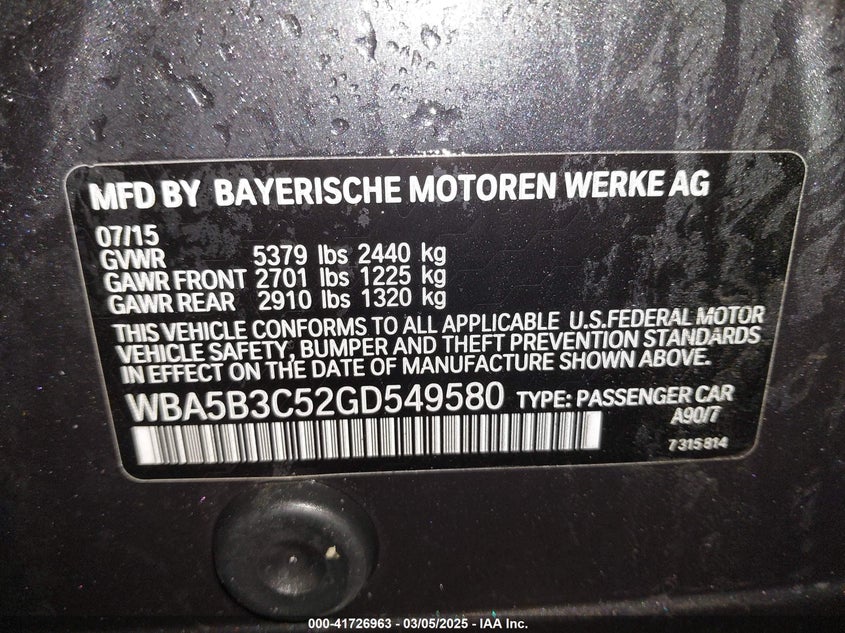 MFD BY BAYERISCHE MOTOREN WERKE AG
07/15
GVWR 5379 lbs 2440 kg
GAWR FRONT 2701 lbs 1225 kg
GAWR REAR 2910 lbs 1320 kg
THIS VEHICLE CONFORMS TO ALL APPLICABLE U.S.FEDERAL MOTOR
VEHICLE SAFETY, BUMPER AND THEFT PREVENTION STANDARDS
IN EFFECT ON THE DATE OF MANUFACTURE SHOWN ABOVE.
WBA5B3C52GD549580 TYPE: PASSENGER CAR
A90/7
7 315 814
000-41726963 - 03/05/2025 - IAA Inc.